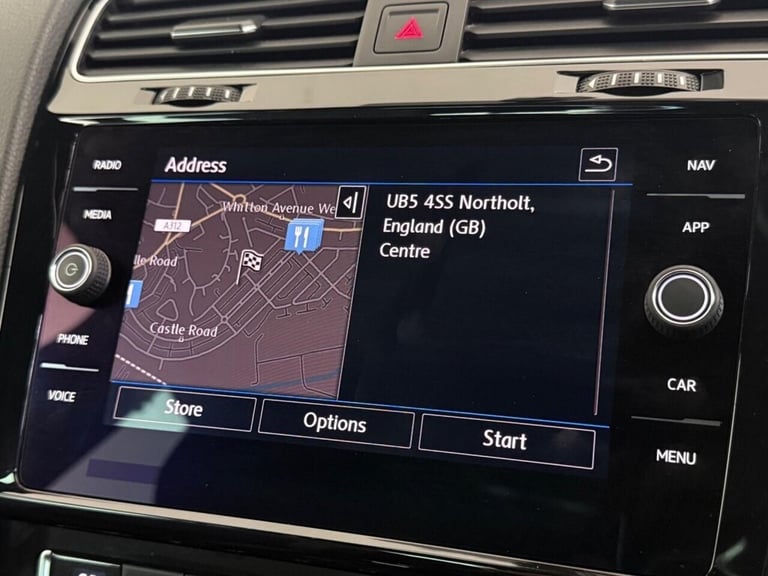 RADIO
Address
NAV
MEDIA
Whitton Avenue We
UB5 4SS Northolt,
A312
England (GB)
APP
lle Road
Centre
Castle Road
PHONE
VOICE
Store
Options
Start
CAR
MENU